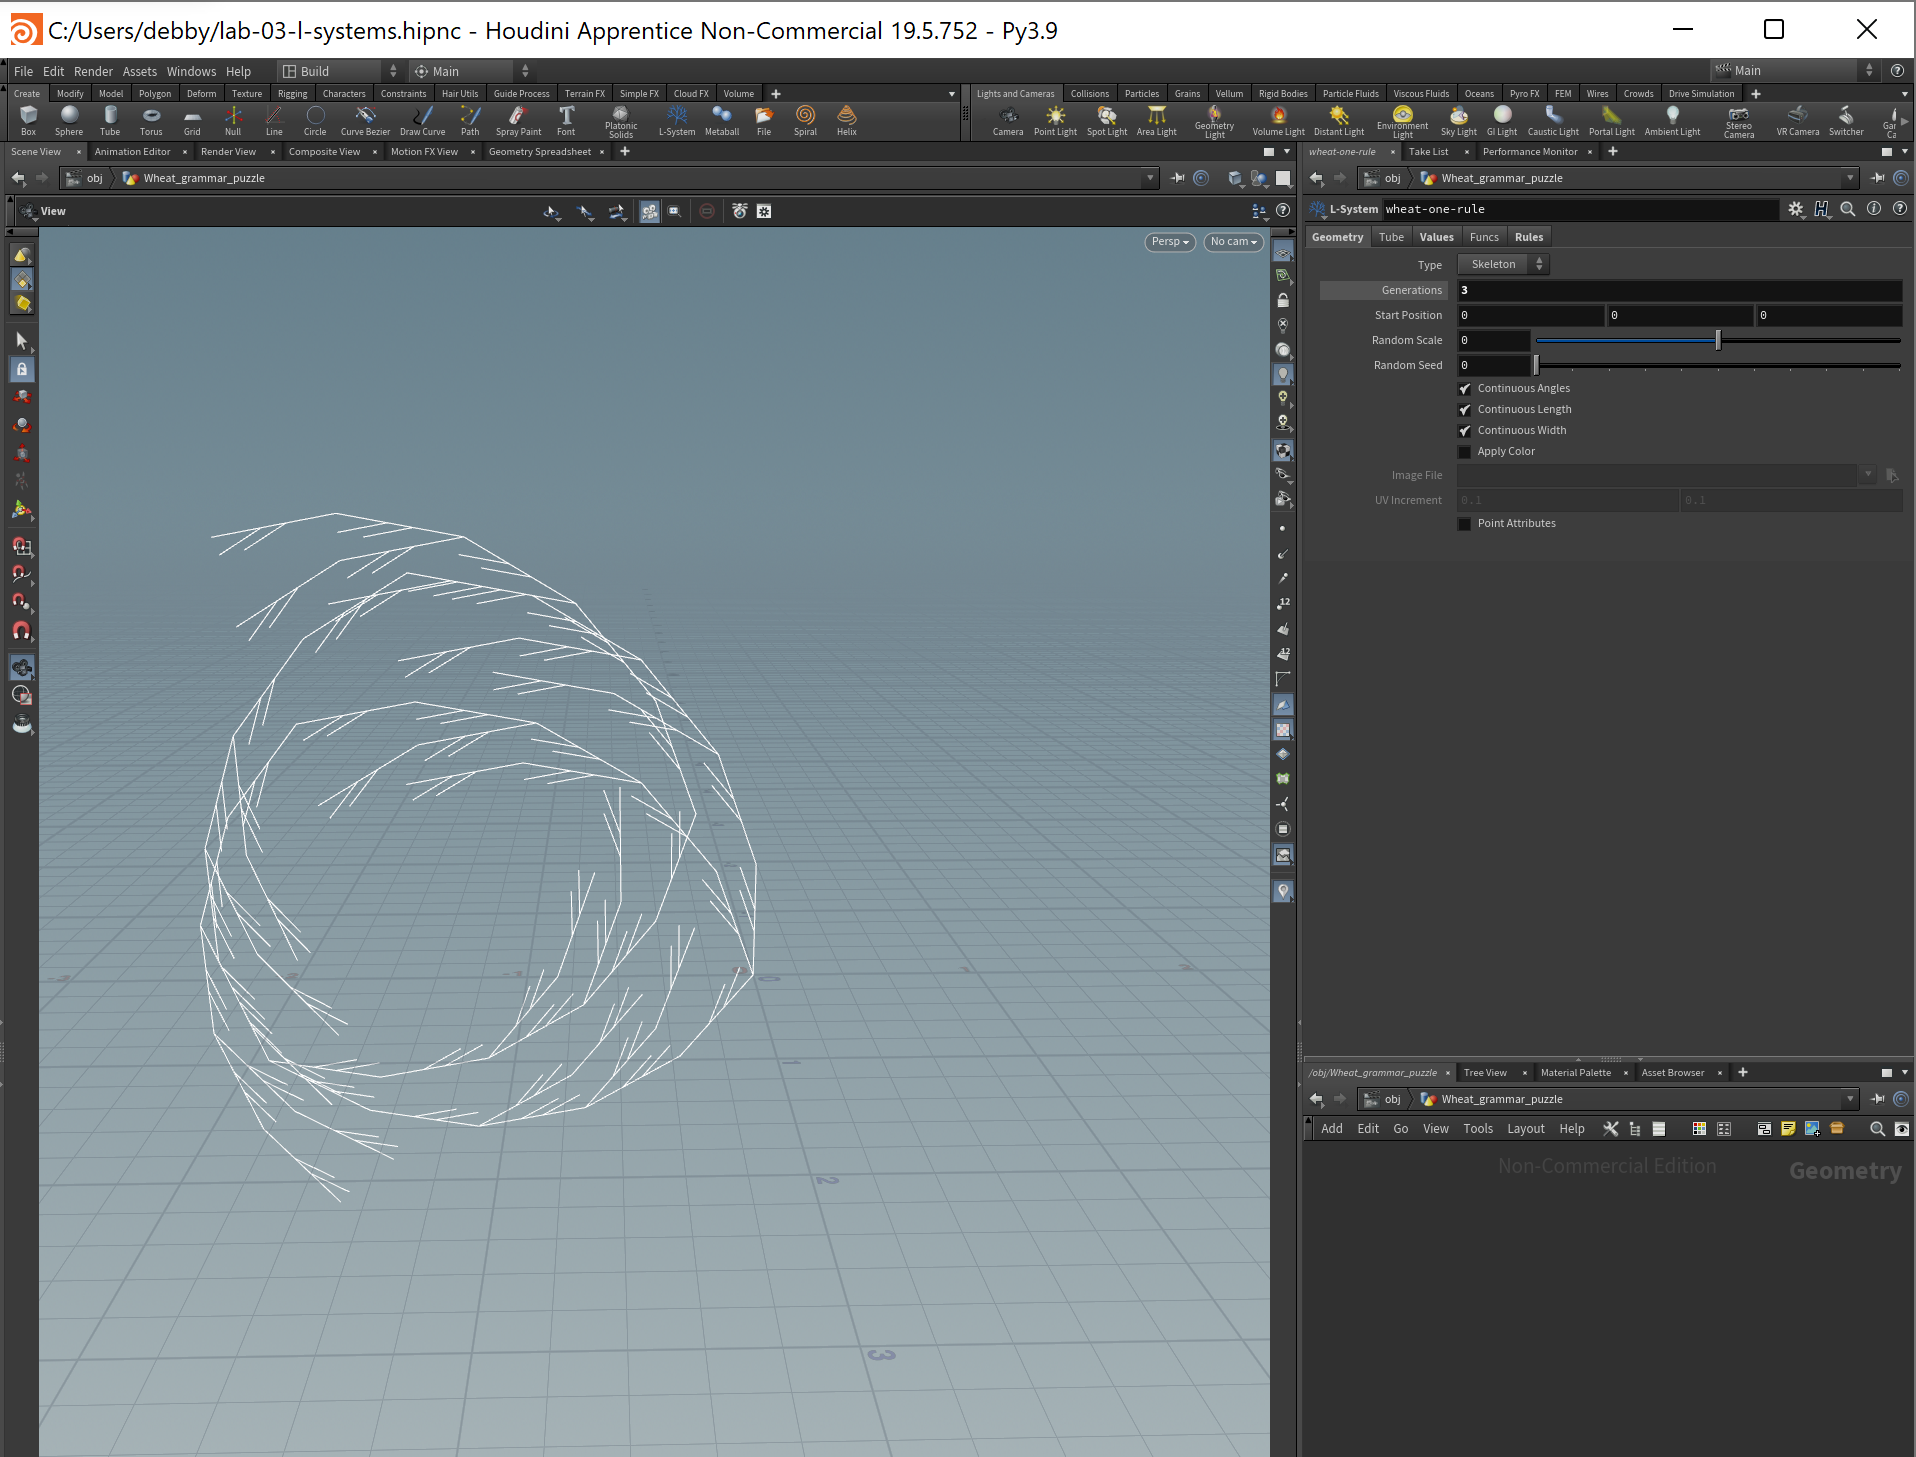 C:/Users/debby/lab-03-l-systems.hipnc - Houdini Apprentice Non-Commercial 19.5.752 - Py3.9
File Edit Render Assets Windows Help Build Main Main
Create Modify Model Polygon Deform Texture Rigging Characters Constraints Hair Utils Guide Process Terrain FX Simple FX Cloud FX Volume
Lights and Cameras Collisions Particles Grains Vellum Rigid Bodies Particle Fluids Viscous Fluids Oceans Pyro FX FEM Wires Crowds Drive Simulation
Box Sphere Tube Torus Grid Null Line Circle Curve Bezier Draw Curve Path Spray Paint Font Platonic Solids L-System Metaball File Spiral Helix
Camera Point Light Spot Light Area Light Geometry Light Volume Light Distant Light Environment Light Sky Light GI Light Caustic Light Portal Light Ambient Light Stereo Camera VR Camera Switcher
Scene View Animation Editor Render View Composite View Motion FX View Geometry Spreadsheet
wheat-one-rule Take List Performance Monitor
obj Wheat_grammar_puzzle
obj Wheat_grammar_puzzle
View
L-System wheat-one-rule
Persp No cam
Geometry Tube Values Funcs Rules
Type Skeleton
Generations 3
Start Position 0 0 0
Random Scale 0
Random Seed 0
Continuous Angles
Continuous Length
Continuous Width
Apply Color
Image File
UV Increment 0.1 0.1
Point Attributes
12
12
0
1
2
3
/obj/Wheat_grammar_puzzle Tree View Material Palette Asset Browser
obj Wheat_grammar_puzzle
Add Edit Go View Tools Layout Help
Non-Commercial Edition
Geometry